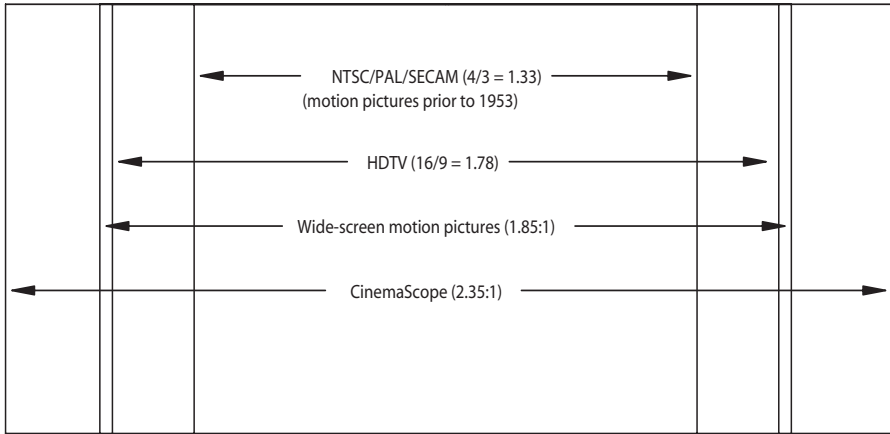 NTSC/PAL/SECAM (4/3 = 1.33)
(motion pictures prior to 1953)
HDTV (16/9 = 1.78)
Wide-screen motion pictures (1.85:1)
CinemaScope (2.35:1)